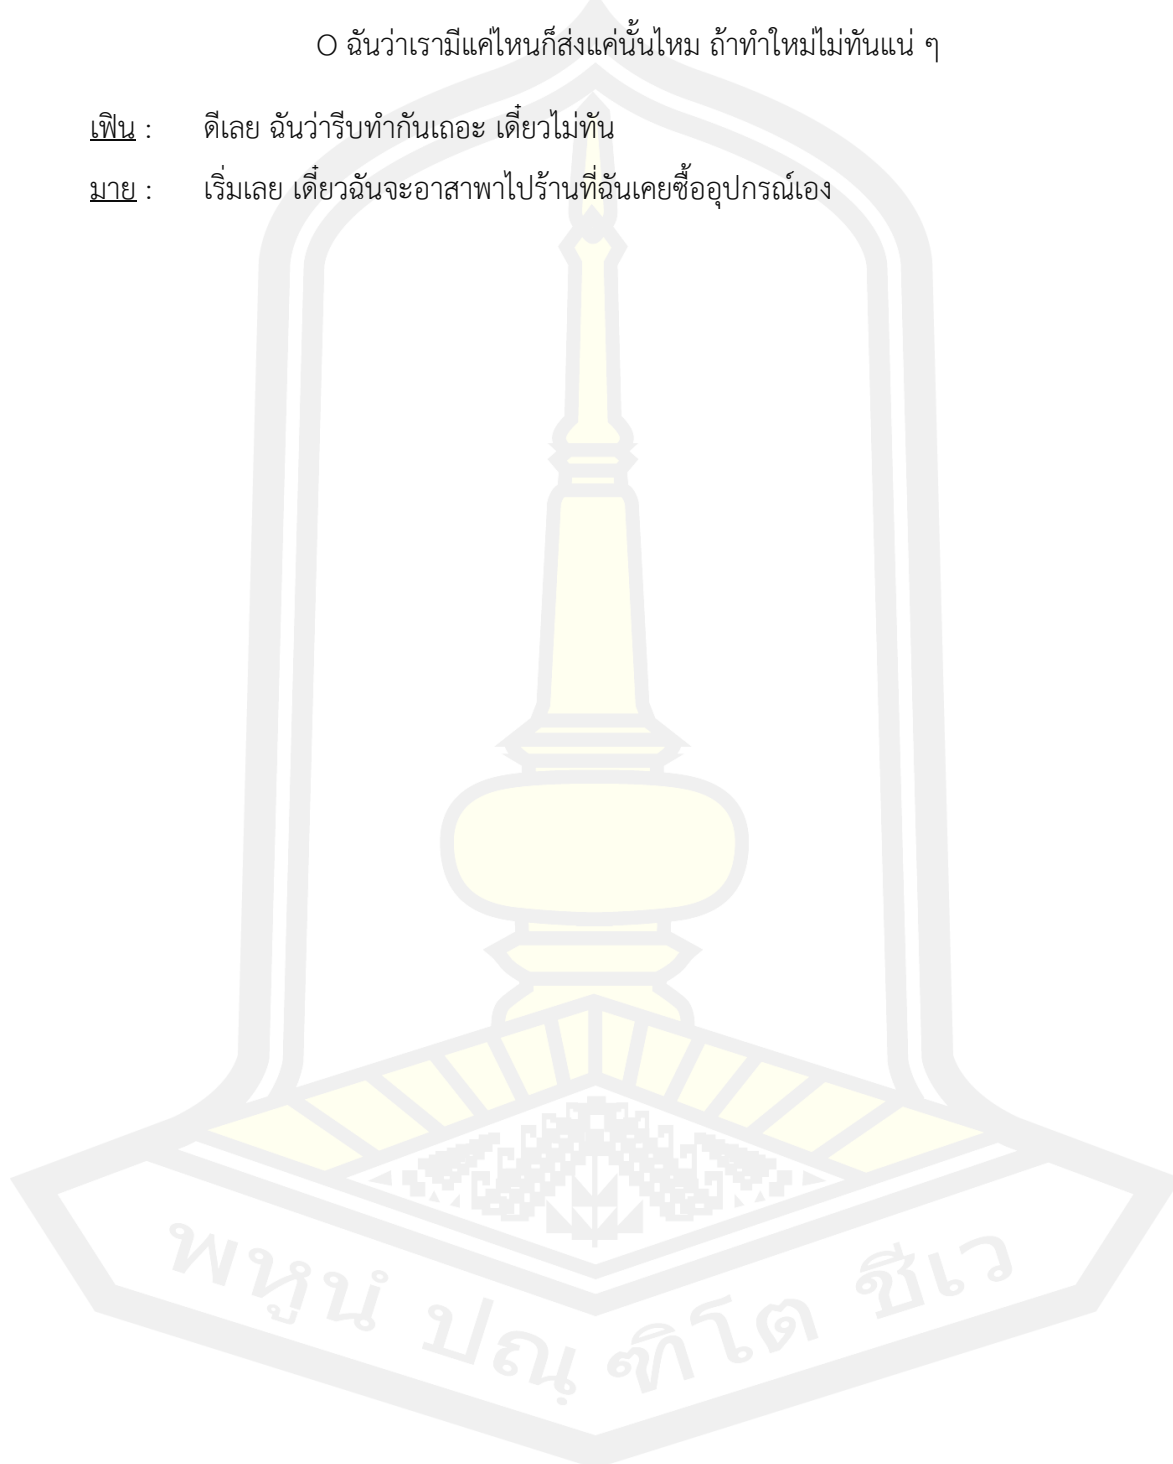 O ฉันว่าเรามีแค่ไหนก็ส่งแค่นั้นไหม ถ้าทำใหม่ไม่ทันแน่ ๆ
เฟิน : ดีเลย ฉันว่ารีบทำกันเถอะ เดี๋ยวไม่ทัน
มาย : เริ่มเลย เดี๋ยวฉันจะอาสาพาไปร้านที่ฉันเคยซื้ออุปกรณ์เอง
พหูนํ ปณฺฑิโต ชีเว